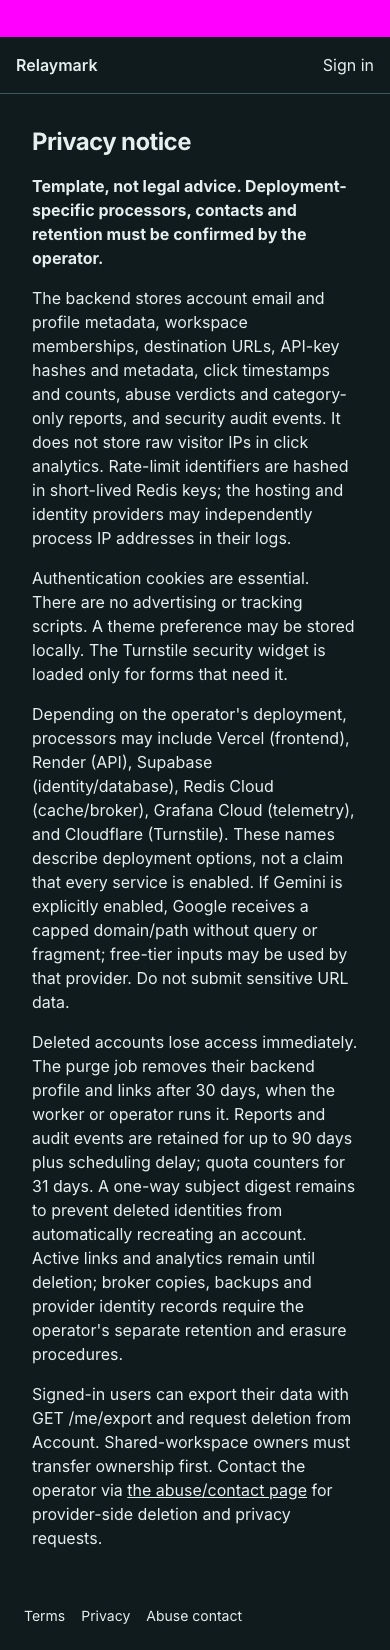 Relaymark
Sign in
Privacy notice
Template, not legal advice. Deployment-
specific processors, contacts and
retention must be confirmed by the
operator.
The backend stores account email and
profile metadata, workspace
memberships, destination URLs, API-key
hashes and metadata, click timestamps
and counts, abuse verdicts and category-
only reports, and security audit events. It
does not store raw visitor IPs in click
analytics. Rate-limit identifiers are hashed
in short-lived Redis keys; the hosting and
identity providers may independently
process IP addresses in their logs.
Authentication cookies are essential.
There are no advertising or tracking
scripts. A theme preference may be stored
locally. The Turnstile security widget is
loaded only for forms that need it.
Depending on the operator's deployment,
processors may include Vercel (frontend),
Render (API), Supabase
(identity/database), Redis Cloud
(cache/broker), Grafana Cloud (telemetry),
and Cloudflare (Turnstile). These names
describe deployment options, not a claim
that every service is enabled. If Gemini is
explicitly enabled, Google receives a
capped domain/path without query or
fragment; free-tier inputs may be used by
that provider. Do not submit sensitive URL
data.
Deleted accounts lose access immediately.
The purge job removes their backend
profile and links after 30 days, when the
worker or operator runs it. Reports and
audit events are retained for up to 90 days
plus scheduling delay; quota counters for
31 days. A one-way subject digest remains
to prevent deleted identities from
automatically recreating an account.
Active links and analytics remain until
deletion; broker copies, backups and
provider identity records require the
operator's separate retention and erasure
procedures.
Signed-in users can export their data with
GET /me/export and request deletion from
Account. Shared-workspace owners must
transfer ownership first. Contact the
operator via the abuse/contact page for
provider-side deletion and privacy
requests.
Terms Privacy Abuse contact